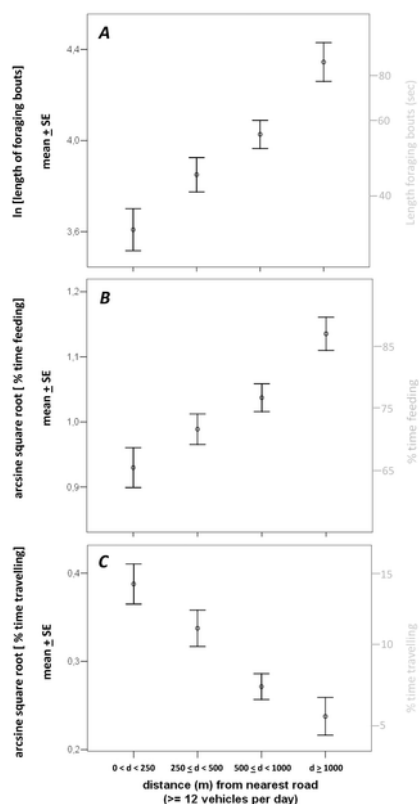 A
4,4
4,0
3,6
ln [length of foraging bouts]
mean ± SE
80
60
40
Length foraging bouts (sec)
B
1,2
1,1
1,0
0,9
arcsine square root [ % time feeding]
mean ± SE
85
75
65
% time feeding
C
0,4
0,3
0,2
arcsine square root [ % time travelling]
mean ± SE
15
10
5
% time travelling
0 < d < 250
250 ≤ d < 500
500 ≤ d < 1000
d ≥ 1000
distance (m) from nearest road
(>= 12 vehicles per day)